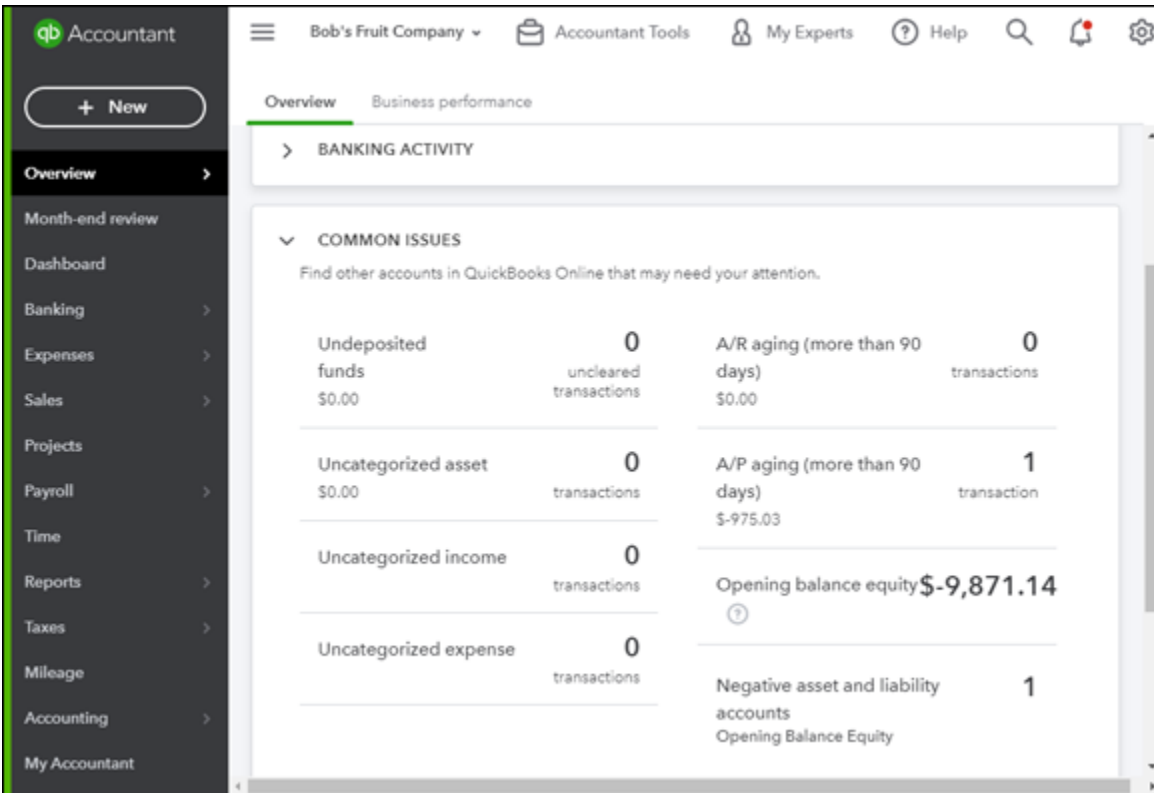 qb Accountant
+ New
Overview
Month-end review
Dashboard
Banking
Expenses
Sales
Projects
Payroll
Time
Reports
Taxes
Mileage
Accounting
My Accountant
Bob's Fruit Company
Accountant Tools
My Experts
? Help
Overview
Business performance
BANKING ACTIVITY
COMMON ISSUES
Find other accounts in QuickBooks Online that may need your attention.
Undeposited
funds
$0.00
0
uncleared
transactions
Uncategorized asset
$0.00
0
transactions
Uncategorized income
0
transactions
Uncategorized expense
0
transactions
A/R aging (more than 90
days)
$0.00
0
transactions
A/P aging (more than 90
days)
$-975.03
1
transaction
Opening balance equity
?
$-9,871.14
Negative asset and liability
accounts
Opening Balance Equity
1